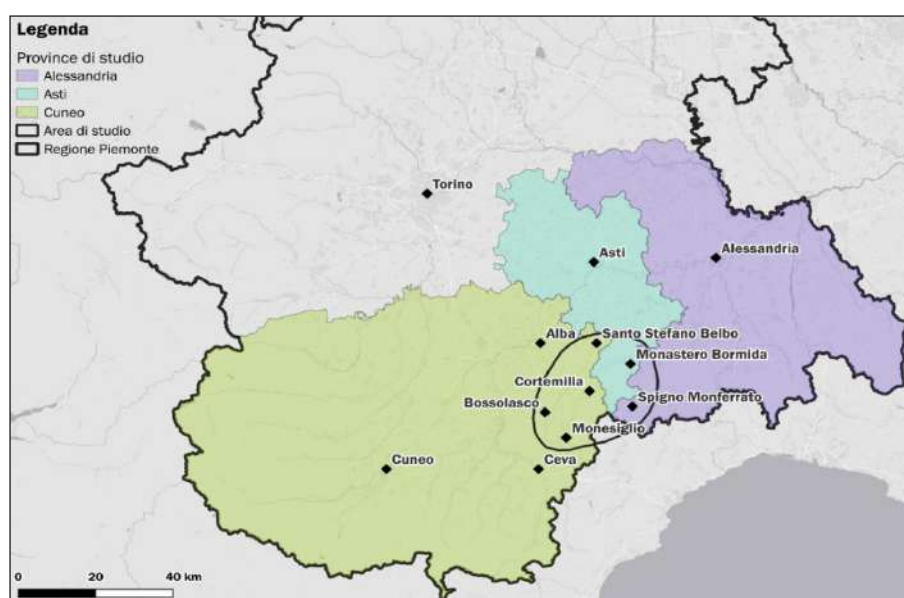 Legenda
Province di studio
Alessandria
Asti
Cuneo
Area di studio
Regione Piemonte
Torino
Asti
Alessandria
Alba
Santo Stefano Belbo
Monastero Bormida
Cortemilia
Bossolasco
Spigno Monferrato
Monesiglio
Cuneo
Ceva
0 20 40 km